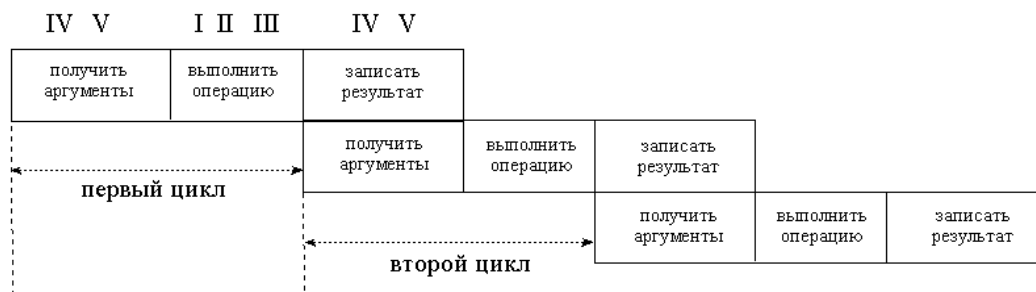 IV V I II III IV V
получить аргументы
выполнить операцию
записать результат
получить аргументы
выполнить операцию
записать результат
первый цикл
получить аргументы
выполнить операцию
записать результат
второй цикл